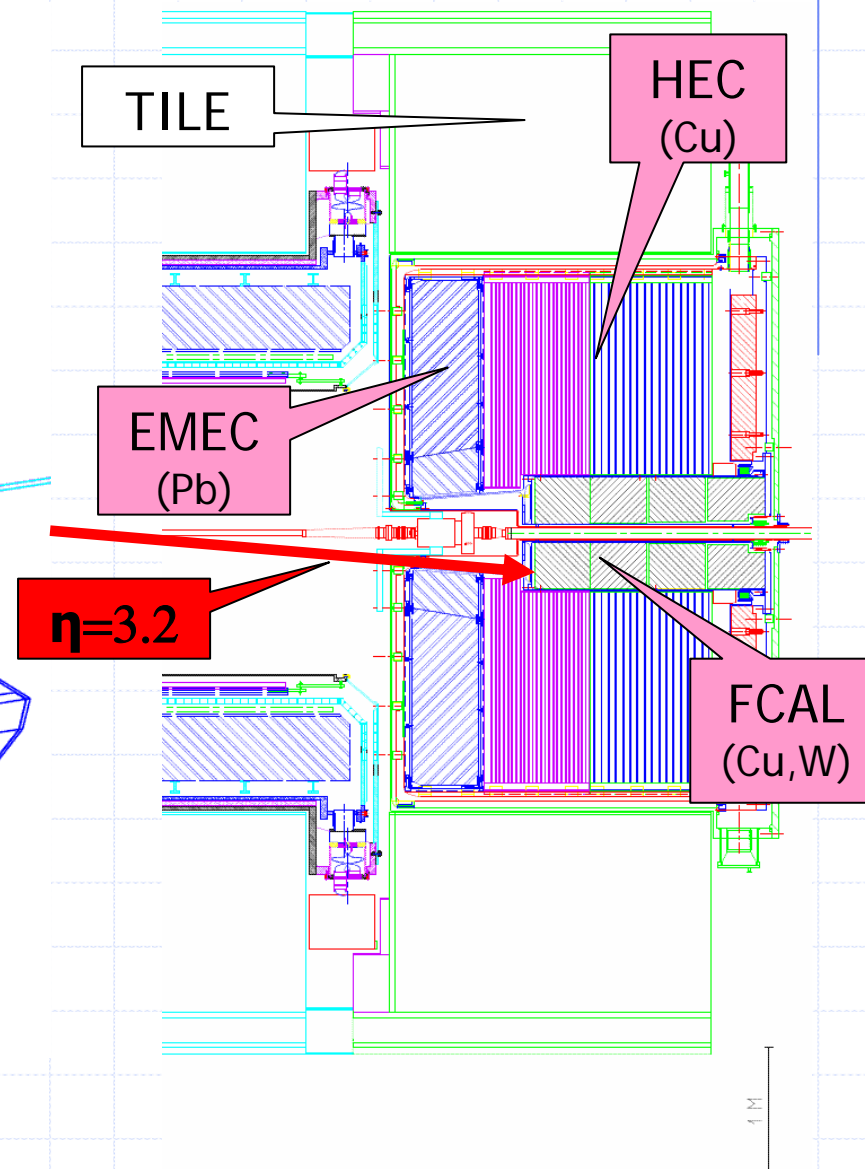 TILE
HEC
(Cu)
EMEC
(Pb)
η=3.2
FCAL
(Cu,W)
1 M